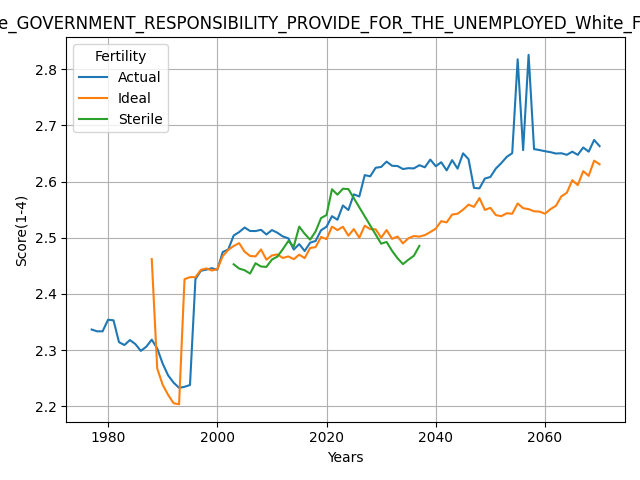 e_GOVERNMENT_RESPONSIBILITY_PROVIDE_FOR_THE_UNEMPLOYED_White_F
Fertility
Actual
Ideal
Sterile
Score(1-4)
2.8
2.7
2.6
2.5
2.4
2.3
2.2
1980 2000 2020 2040 2060
Years